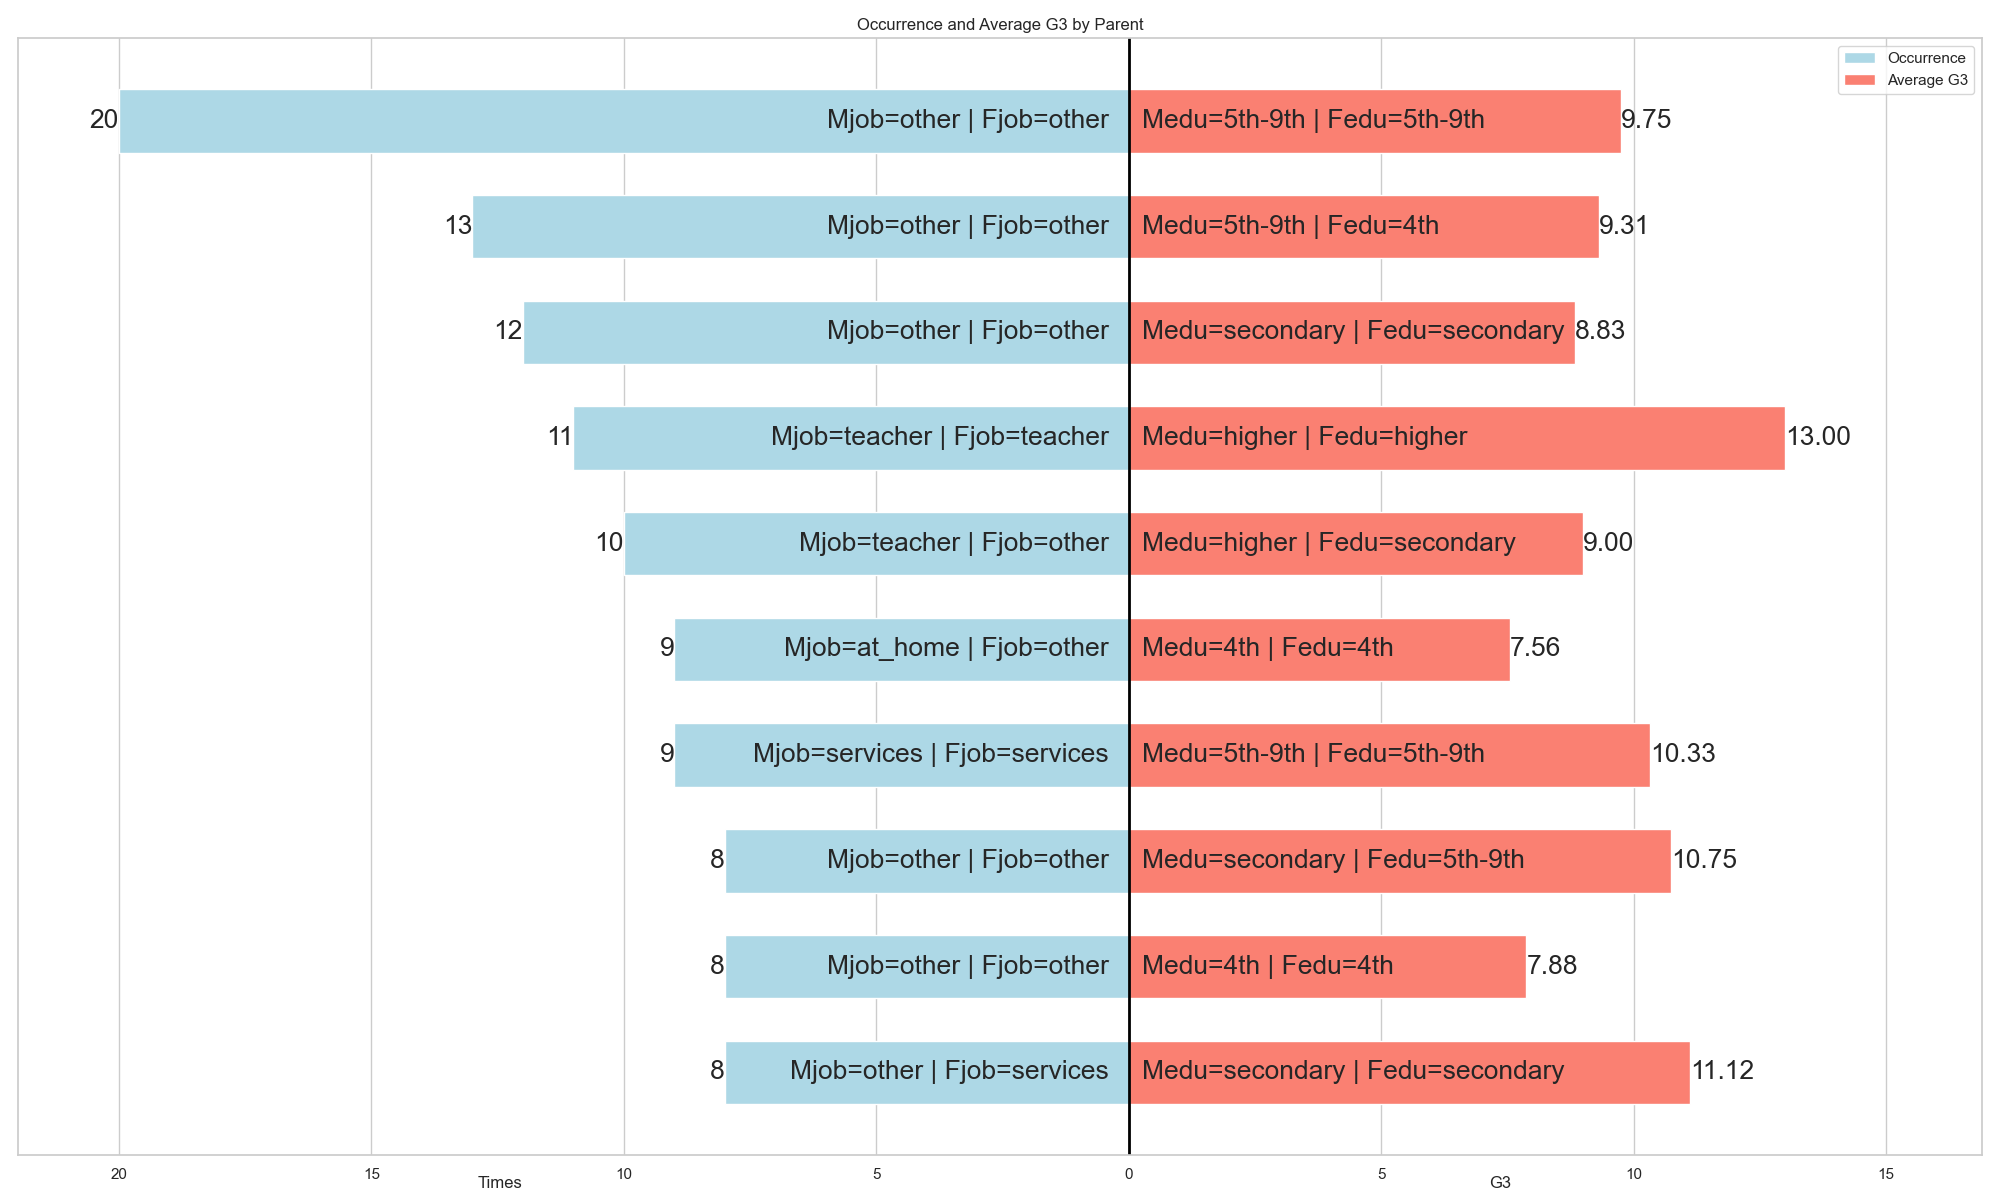 Occurrence and Average G3 by Parent
Occurrence
Average G3
20 Mjob=other | Fjob=other Medu=5th-9th | Fedu=5th-9th 9.75
13 Mjob=other | Fjob=other Medu=5th-9th | Fedu=4th 9.31
12 Mjob=other | Fjob=other Medu=secondary | Fedu=secondary 8.83
11 Mjob=teacher | Fjob=teacher Medu=higher | Fedu=higher 13.00
10 Mjob=teacher | Fjob=other Medu=higher | Fedu=secondary 9.00
9 Mjob=at_home | Fjob=other Medu=4th | Fedu=4th 7.56
9 Mjob=services | Fjob=services Medu=5th-9th | Fedu=5th-9th 10.33
8 Mjob=other | Fjob=other Medu=secondary | Fedu=5th-9th 10.75
8 Mjob=other | Fjob=other Medu=4th | Fedu=4th 7.88
8 Mjob=other | Fjob=services Medu=secondary | Fedu=secondary 11.12
20 15 10 5 0 5 10 15
Times G3